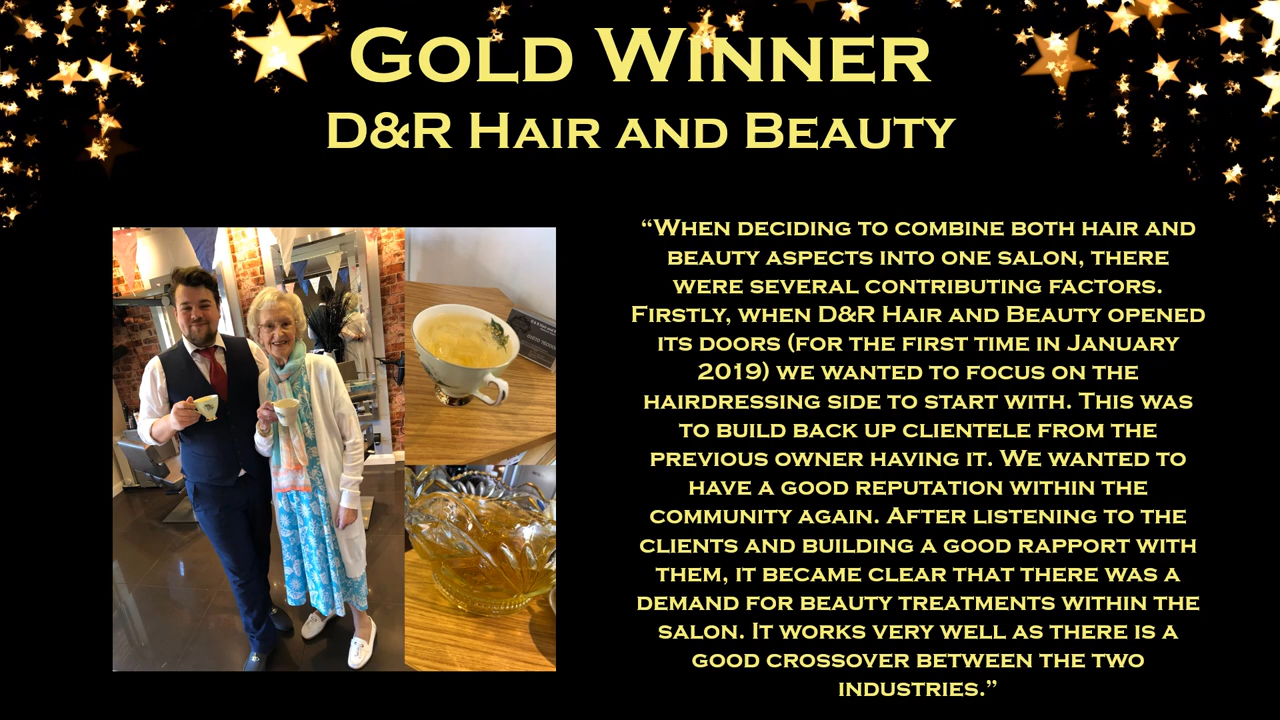 Gold Winner
D&R Hair and Beauty
“When deciding to combine both hair and
beauty aspects into one salon, there
were several contributing factors.
Firstly, when D&R Hair and Beauty opened
its doors (for the first time in January
2019) we wanted to focus on the
hairdressing side to start with. This was
to build back up clientele from the
previous owner having it. We wanted to
have a good reputation within the
community again. After listening to the
clients and building a good rapport with
them, it became clear that there was a
demand for beauty treatments within the
salon. It works very well as there is a
good crossover between the two
industries.”